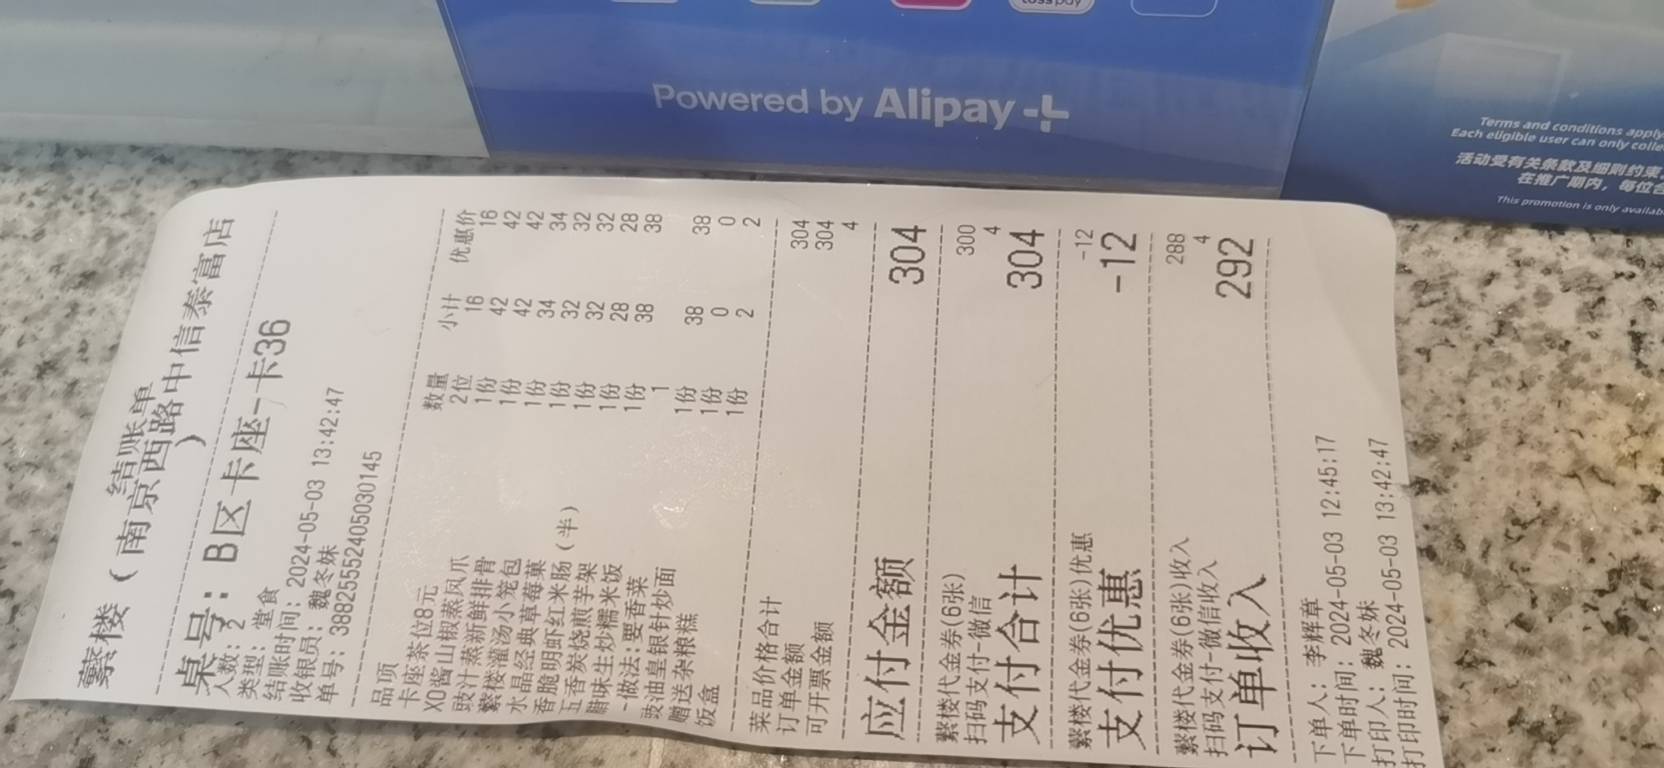 toss pay
Powered by Alipay+
Terms and conditions apply
Each eligible user can only colle
活动受有关条款及细则约束，
在推广期内，每位合
This promotion is only availab
结账单
蘩楼（南京西路中信泰富店
）
桌号：B区卡座-卡36
人数：2
类型：堂食
结账时间：2024-05-03 13:42:47
收银员：魏冬妹
单号：3882555240503​0145
品项 数量 小计 优惠价
卡座茶位8元 2位 16 16
XO酱山椒蒸凤爪 1份 42 42
豉汁蒸新鲜排骨 1份 42 42
蘩楼灌汤小笼包 1份 34 34
水晶经典草莓菓 1份 32 32
香脆明虾红米肠 1份 32 32
五香炭烧煎芋架（半） 1份 28 28
腊味生炒糯米饭 1份 38 38
-做法：要香菜 1
豉油皇银针炒面 1份 38 38
赠送杂粮糕 1份 0 0
饭盒 1份 2 2
菜品价格合计 304
订单金额 304
可开票金额 4
应付金额 304
蘩楼代金券(6张) 300
扫码支付-微信 4
支付合计 304
蘩楼代金券(6张)优惠 -12
支付优惠 -12
蘩楼代金券(6张)收入 288
扫码支付-微信收入 4
订单收入 292
下单人：李辉章
下单时间：2024-05-03 12:45:17
打印人：魏冬妹
打印时间：2024-05-03 13:42:47